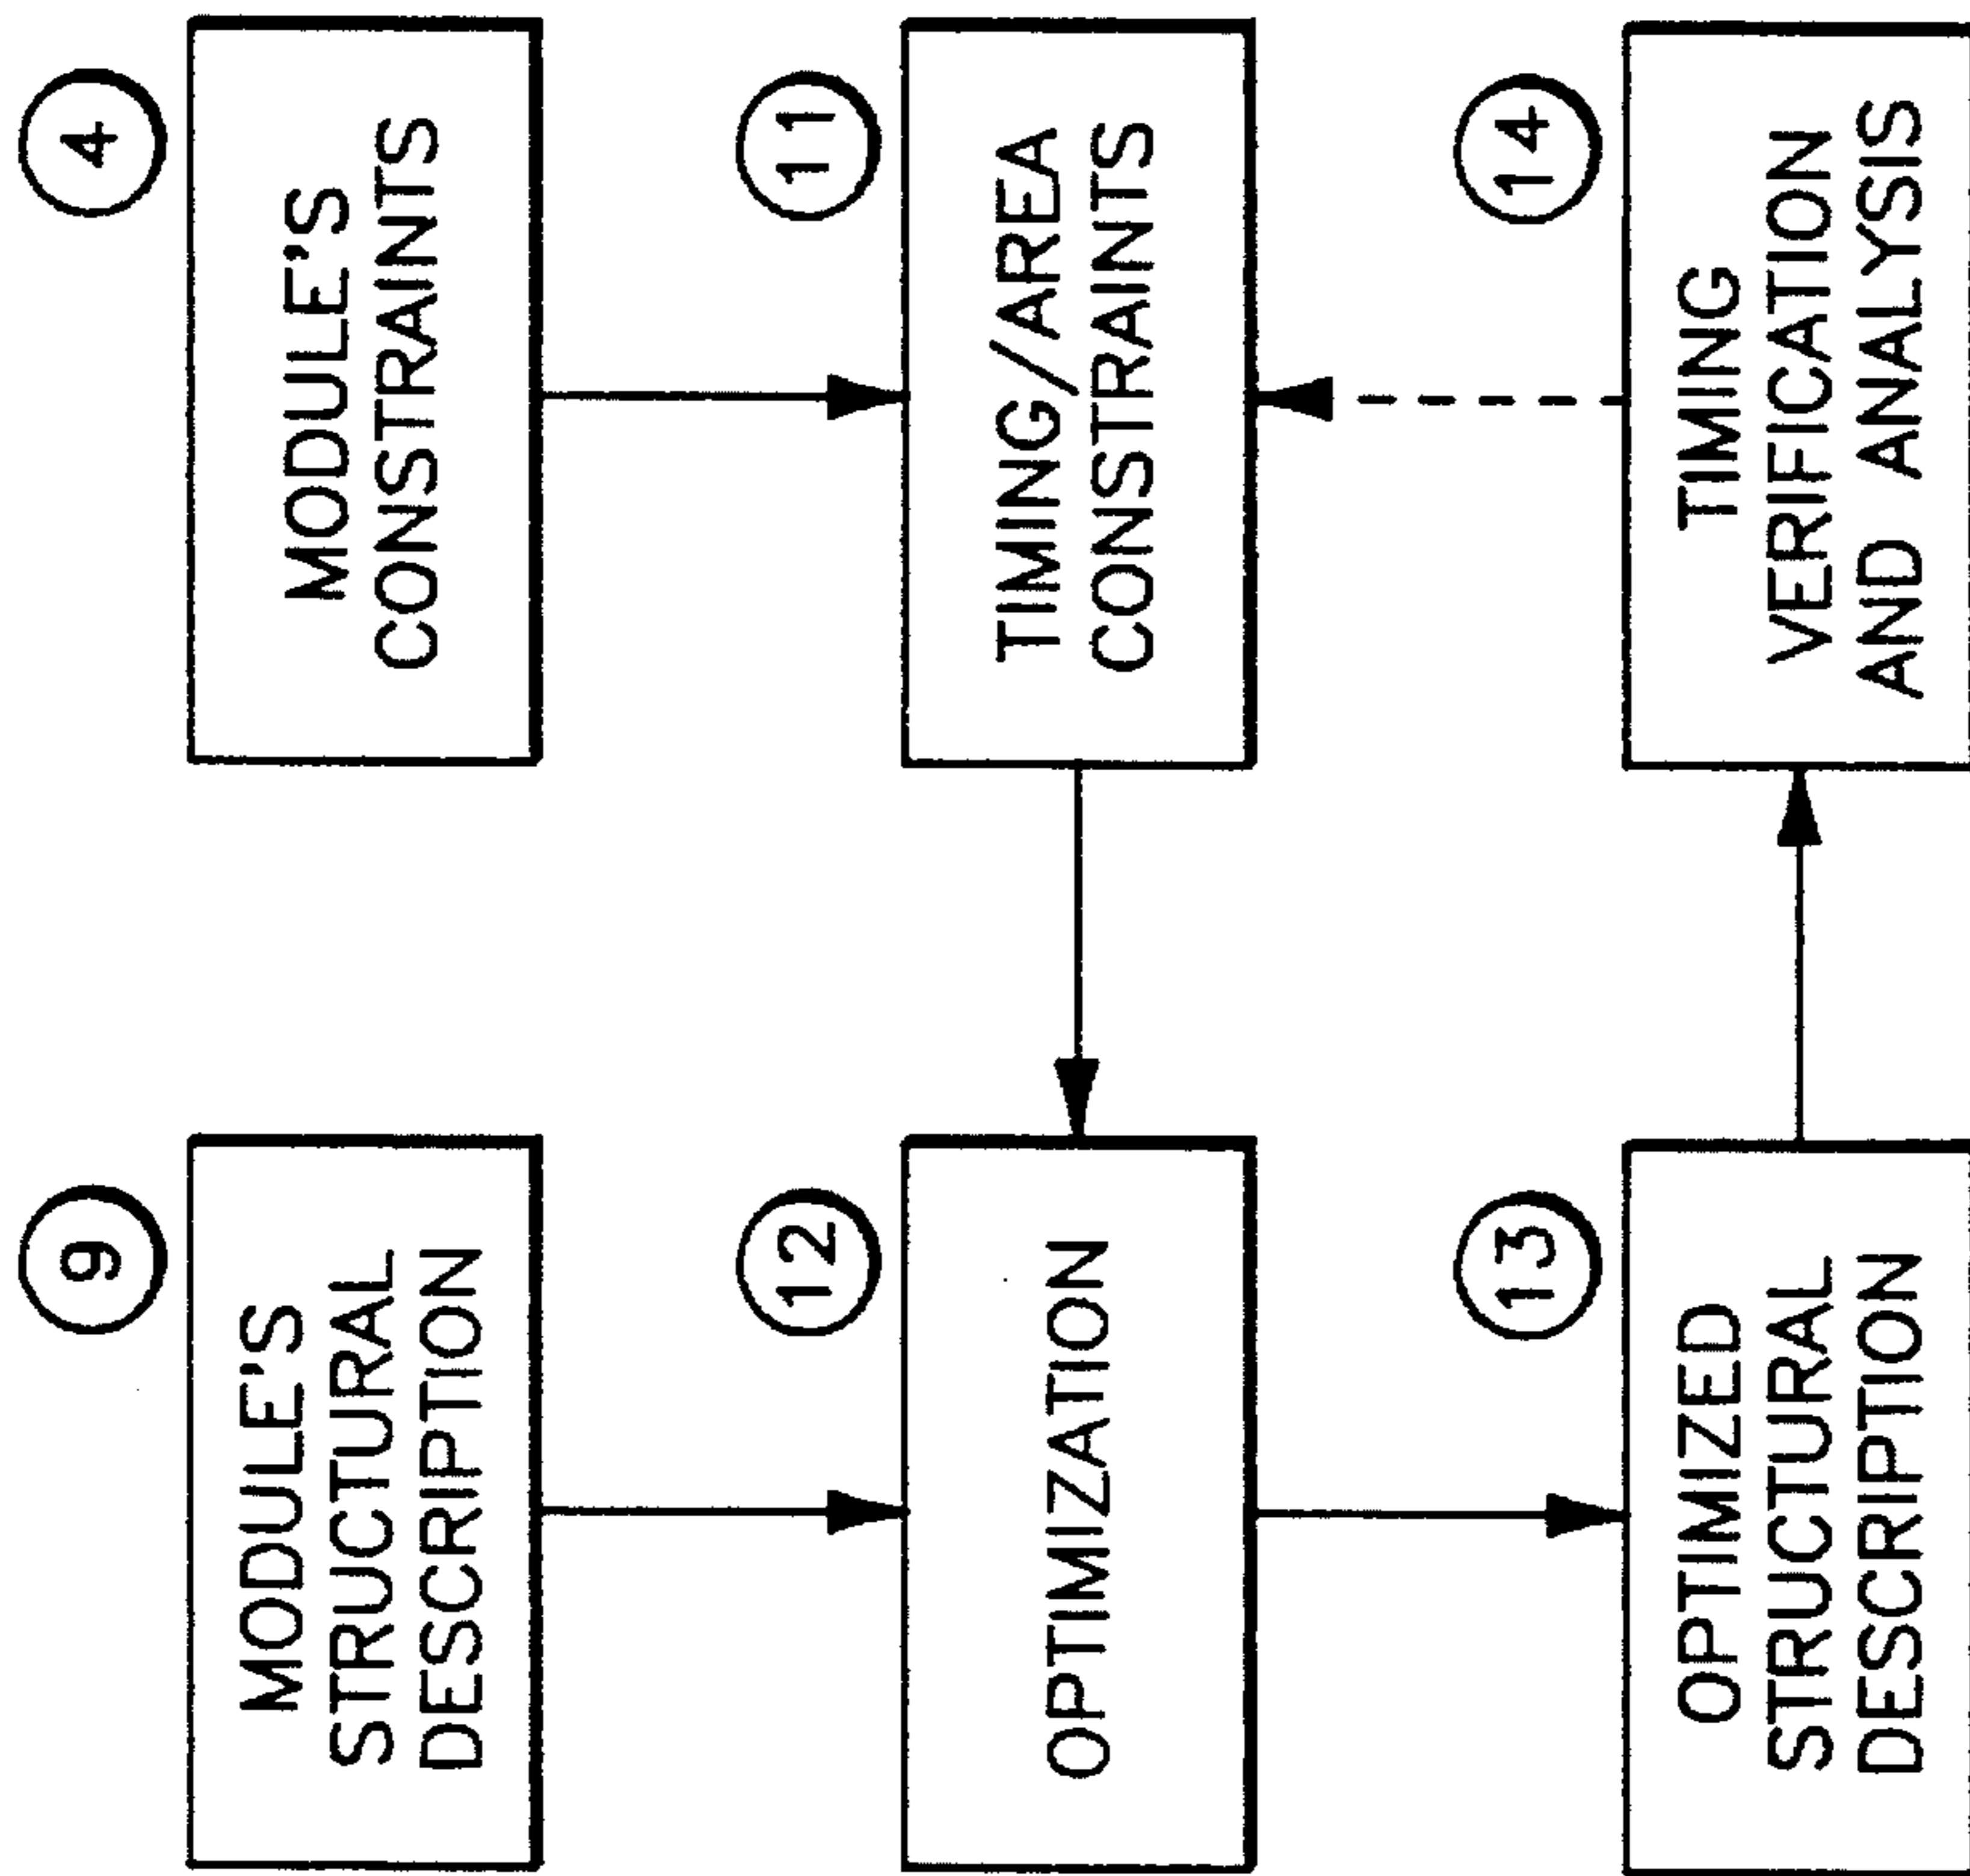 9
MODULE'S
STRUCTURAL
DESCRIPTION
4
MODULE'S
CONSTRAINTS
12
OPTIMIZATION
11
TIMING/AREA
CONSTRAINTS
13
OPTIMIZED
STRUCTURAL
DESCRIPTION
14
TIMING
VERIFICATION
AND ANALYSIS